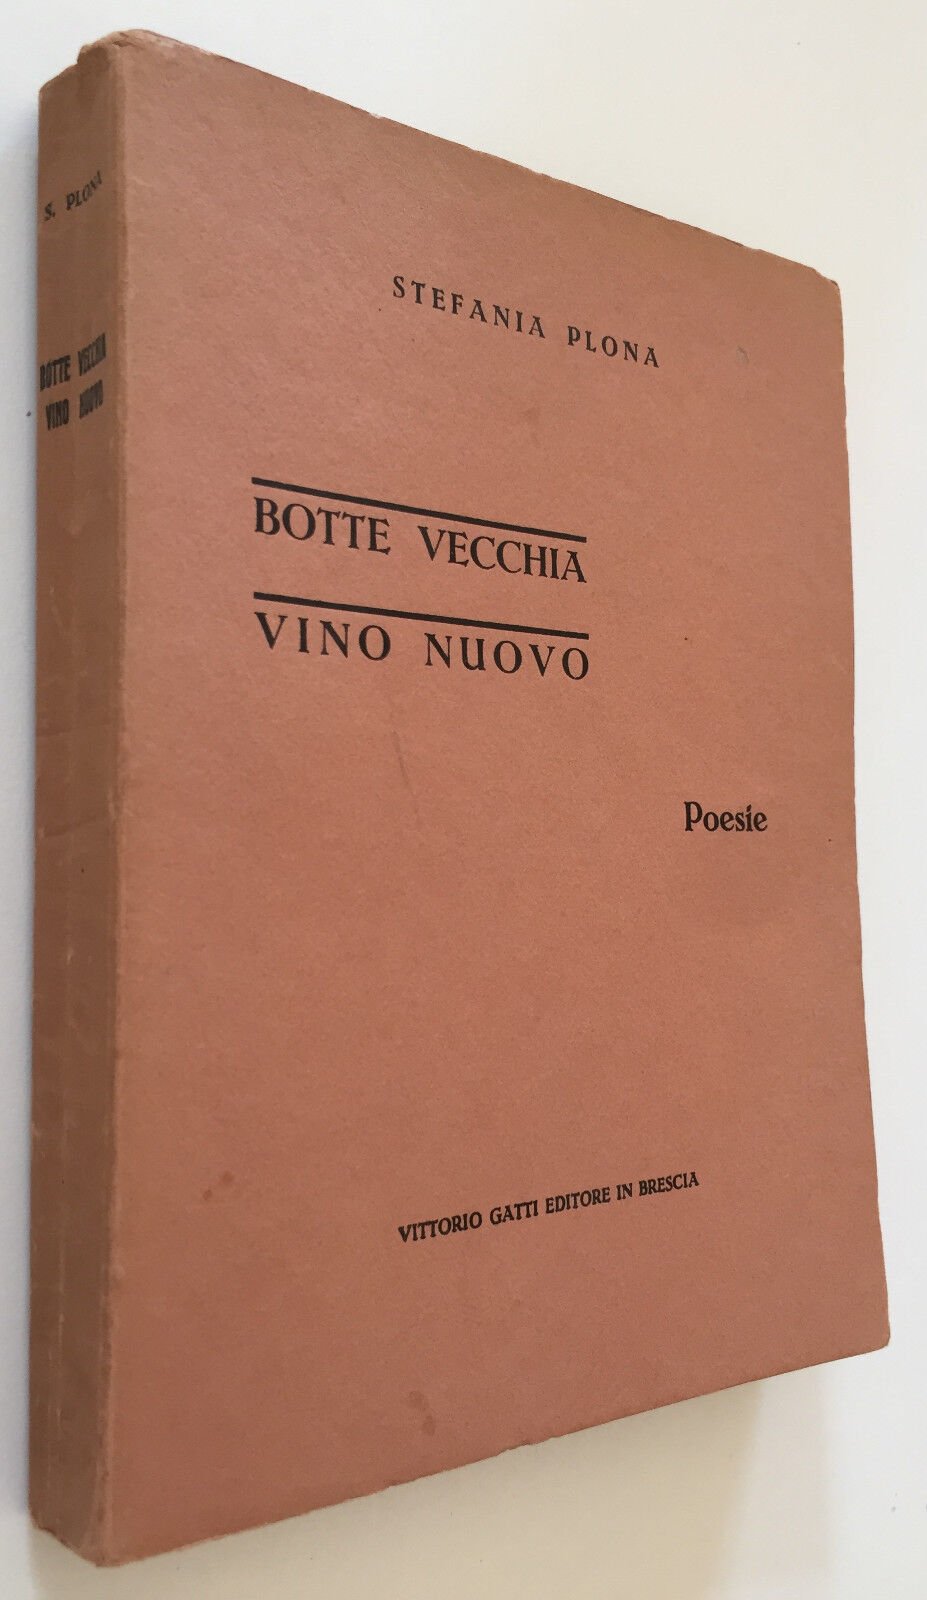 S. PLONA
BOTTE VECCHIA
VINO NUOVO
STEFANIA PLONA
BOTTE VECCHIA
VINO NUOVO
Poesie
VITTORIO GATTI EDITORE IN BRESCIA